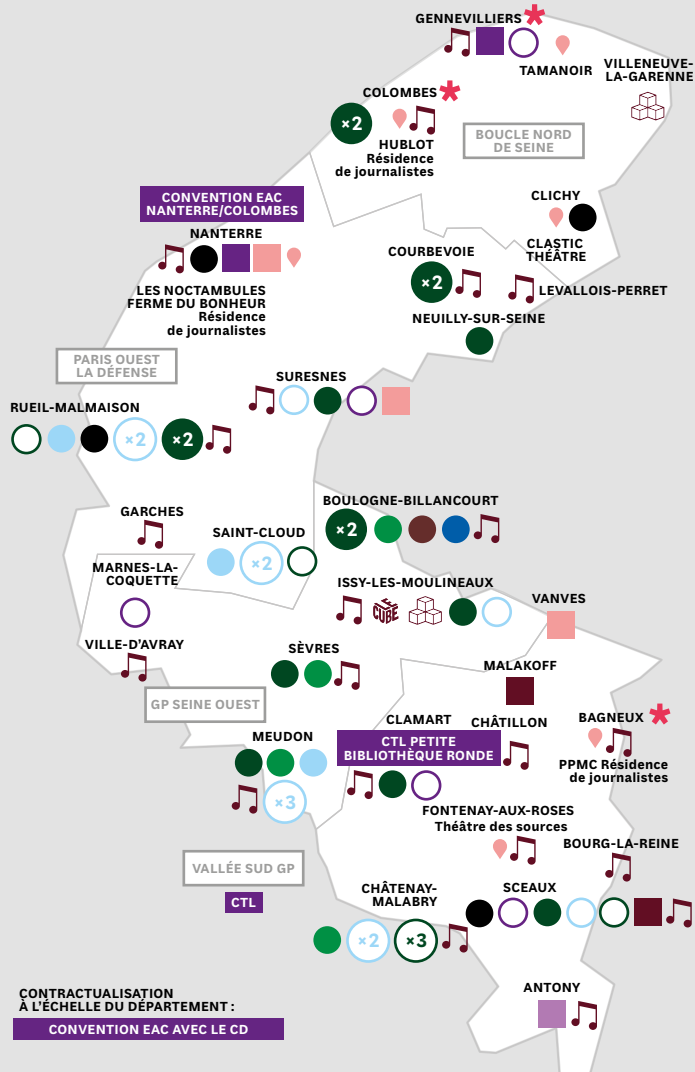 GENNEVILLIERS
TAMANOIR
VILLENEUVE-
LA-GARENNE
COLOMBES
×2
HUBLOT
Résidence
de journalistes
BOUCLE NORD
DE SEINE
CONVENTION EAC
NANTERRE/COLOMBES
CLICHY
CLASTIC
THÉÂTRE
NANTERRE
LES NOCTAMBULES
FERME DU BONHEUR
Résidence
de journalistes
COURBEVOIE
×2
LEVALLOIS-PERRET
NEUILLY-SUR-SEINE
PARIS OUEST
LA DÉFENSE
SURESNES
RUEIL-MALMAISON
×2
×2
GARCHES
SAINT-CLOUD
×2
BOULOGNE-BILLANCOURT
×2
MARNES-LA-
COQUETTE
ISSY-LES-MOULINEAUX
LE
CUBE
VANVES
VILLE-D'AVRAY
SÈVRES
MALAKOFF
GP SEINE OUEST
MEUDON
×3
CLAMART
CTL PETITE
BIBLIOTHÈQUE RONDE
CHÂTILLON
BAGNEUX
PPMC Résidence
de journalistes
FONTENAY-AUX-ROSES
Théâtre des sources
BOURG-LA-REINE
VALLÉE SUD GP
CTL
CHÂTENAY-
MALABRY
×2
×3
SCEAUX
ANTONY
CONTRACTUALISATION
À L'ÉCHELLE DU DÉPARTEMENT :
CONVENTION EAC AVEC LE CD